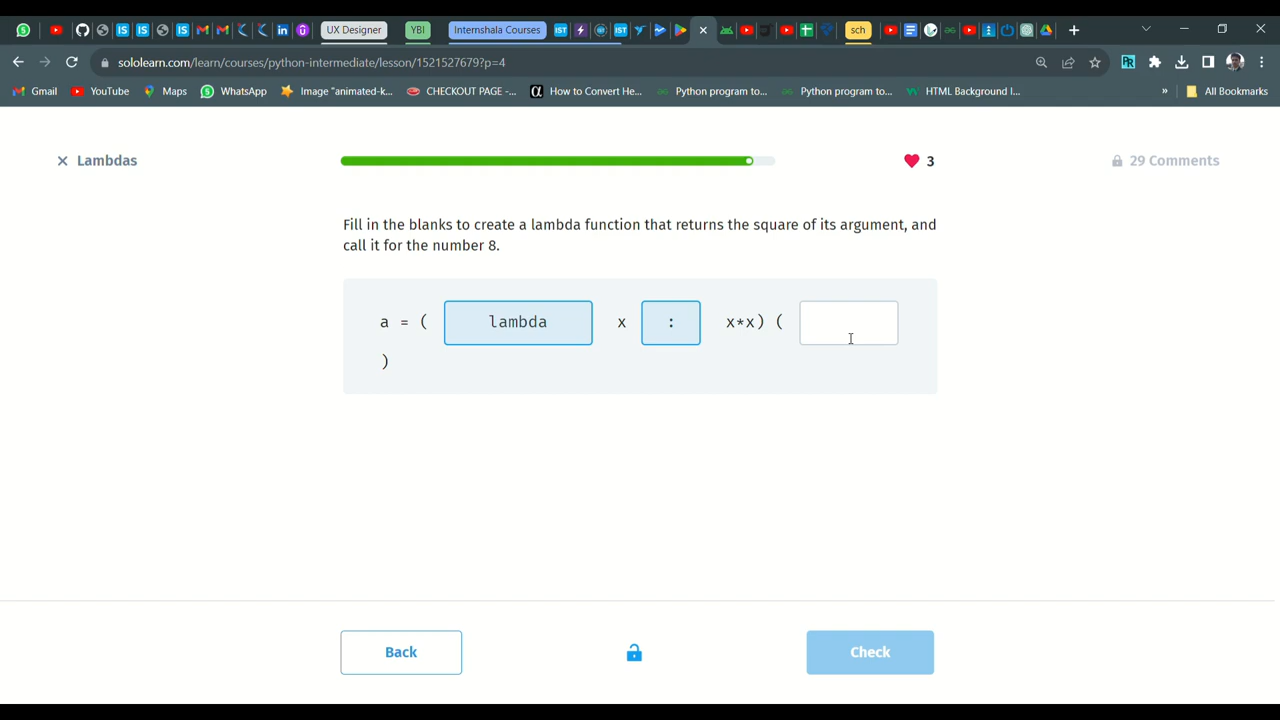 UX Designer
YBI
Internshala Courses
sch
sololearn.com/learn/courses/python-intermediate/lesson/1521527679?p=4
Gmail
YouTube
Maps
WhatsApp
Image "animated-k...
CHECKOUT PAGE -...
How to Convert He...
Python program to...
Python program to...
HTML Background I...
»
All Bookmarks
Lambdas
3
29 Comments
Fill in the blanks to create a lambda function that returns the square of its argument, and
call it for the number 8.
a = ( lambda x : x*x) (
)
Back
Check